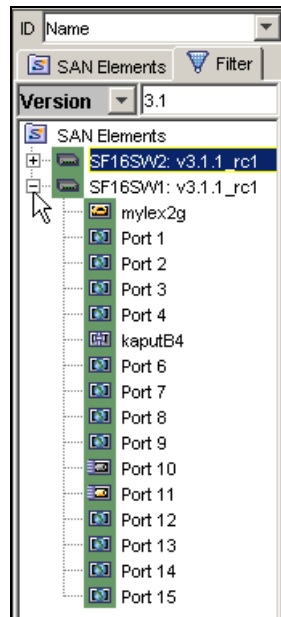 ID Name
SAN Elements Filter
Version 3.1
SAN Elements
SF16SW2: v3.1.1_rc1
SF16SW1: v3.1.1_rc1
mylex2g
Port 1
Port 2
Port 3
Port 4
kaputB4
Port 6
Port 7
Port 8
Port 9
Port 10
Port 11
Port 12
Port 13
Port 14
Port 15